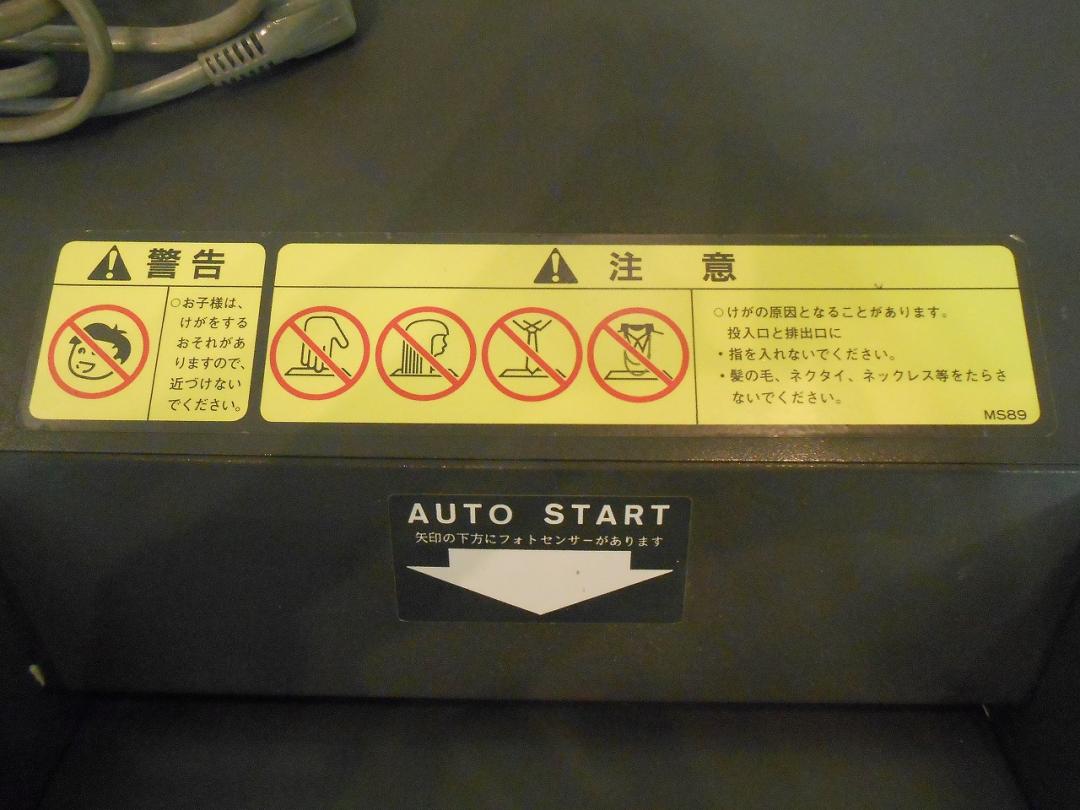 警告
○お子様は、
けがをする
おそれがあ
りますので、
近づけない
でください。
注意
○けがの原因となることがあります。
投入口と排出口に
・指を入れないでください。
・髪の毛、ネクタイ、ネックレス等をたらさ
ないでください。
MS89
AUTO START
矢印の下方にフォトセンサーがあります